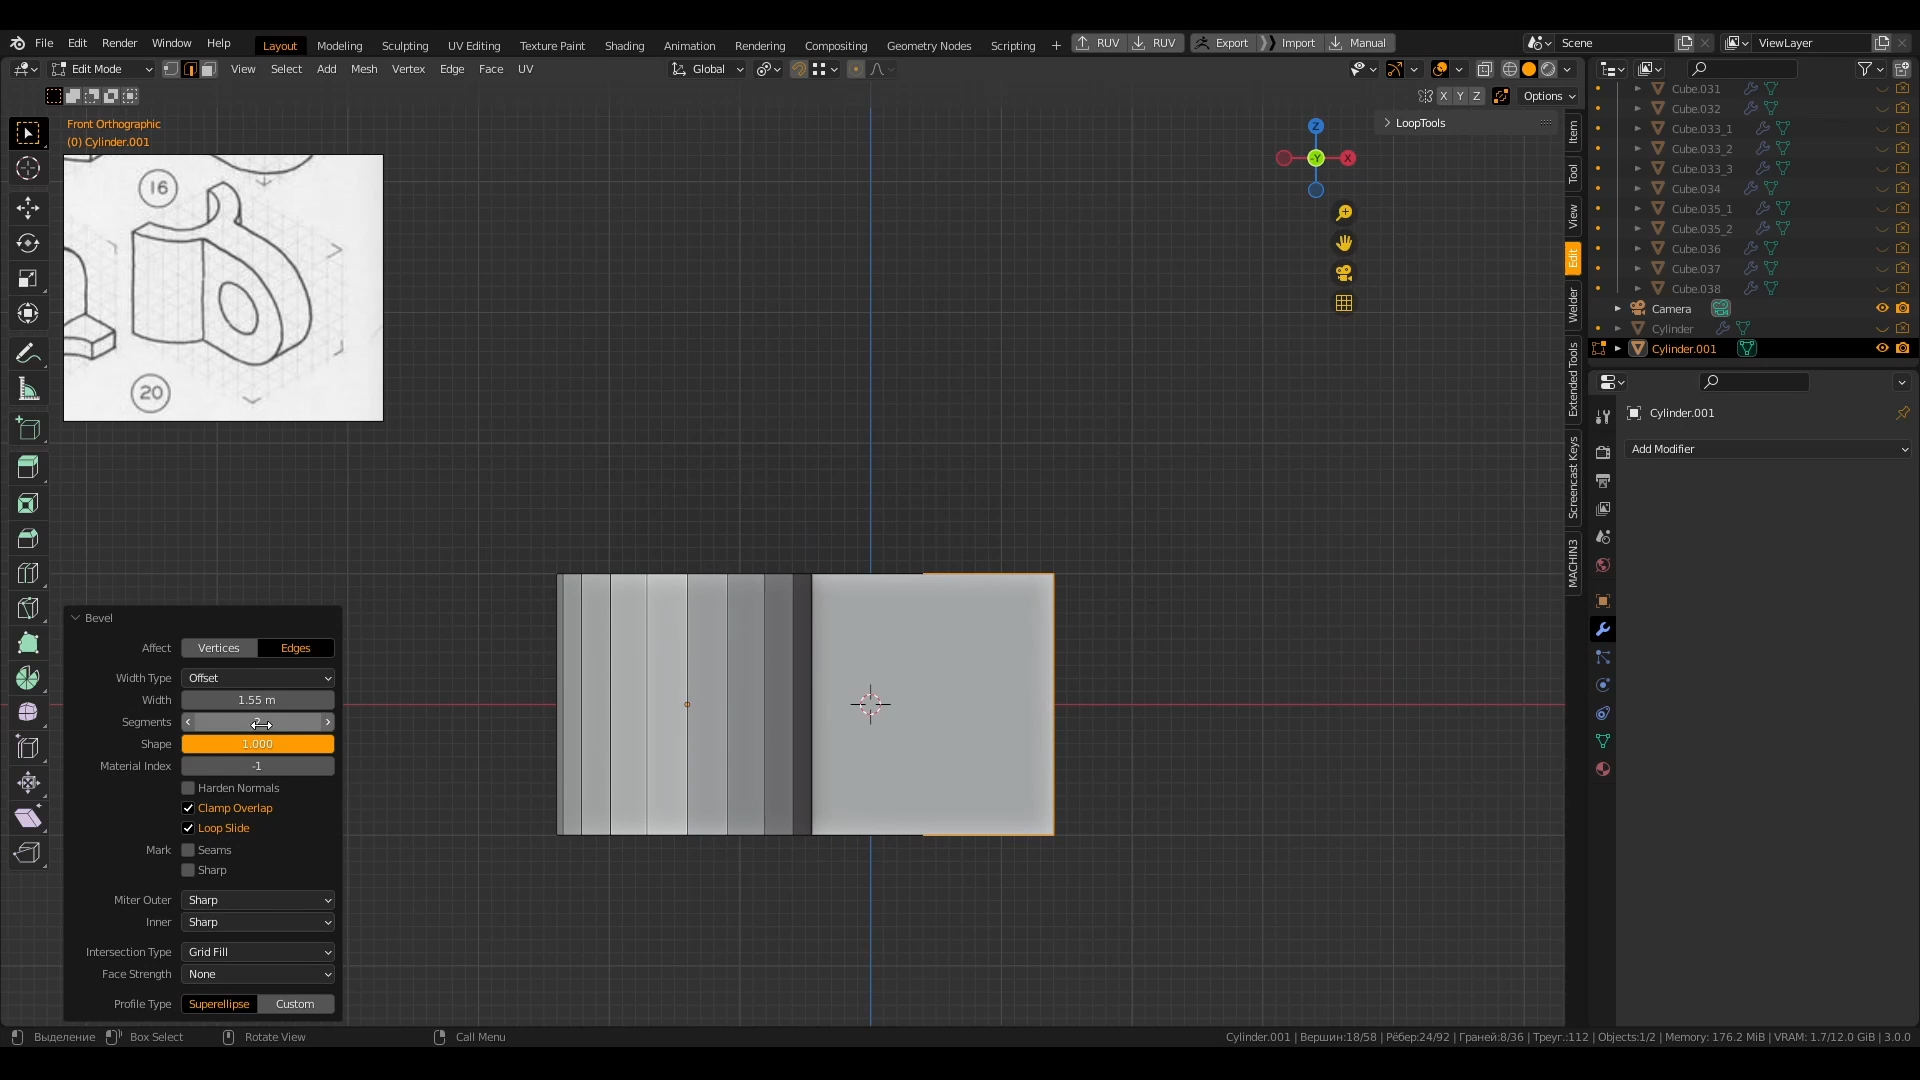 File Edit Render Window Help Layout Modeling Sculpting UV Editing Texture Paint Shading Animation Rendering Compositing Geometry Nodes Scripting + RUV RUV Export Import Manual Scene ViewLayer
Edit Mode View Select Add Mesh Vertex Edge Face UV Global
X Y Z Options
Front Orthographic
(0) Cylinder.001
LoopTools
Z
-Y X
16
20
Item
Tool
View
Edit
Welder
Extended Tools
Screencast Keys
MACHIN3
Cube.031
Cube.032
Cube.033_1
Cube.033_2
Cube.033_3
Cube.034
Cube.035_1
Cube.035_2
Cube.036
Cube.037
Cube.038
Camera
Cylinder
Cylinder.001
Cylinder.001
Add Modifier
Bevel
Affect Vertices Edges
Width Type Offset
Width 1.55 m
Segments
Shape 1.000
Material Index -1
Harden Normals
Clamp Overlap
Loop Slide
Mark Seams
Sharp
Miter Outer Sharp
Inner Sharp
Intersection Type Grid Fill
Face Strength None
Profile Type Superellipse Custom
Выделение Box Select Rotate View Call Menu Cylinder.001 | Вершин:18/58 | Рёбер:24/92 | Граней:8/36 | Треуг.:112 | Objects:1/2 | Memory: 176.2 MiB | VRAM: 1.7/12.0 GiB | 3.0.0